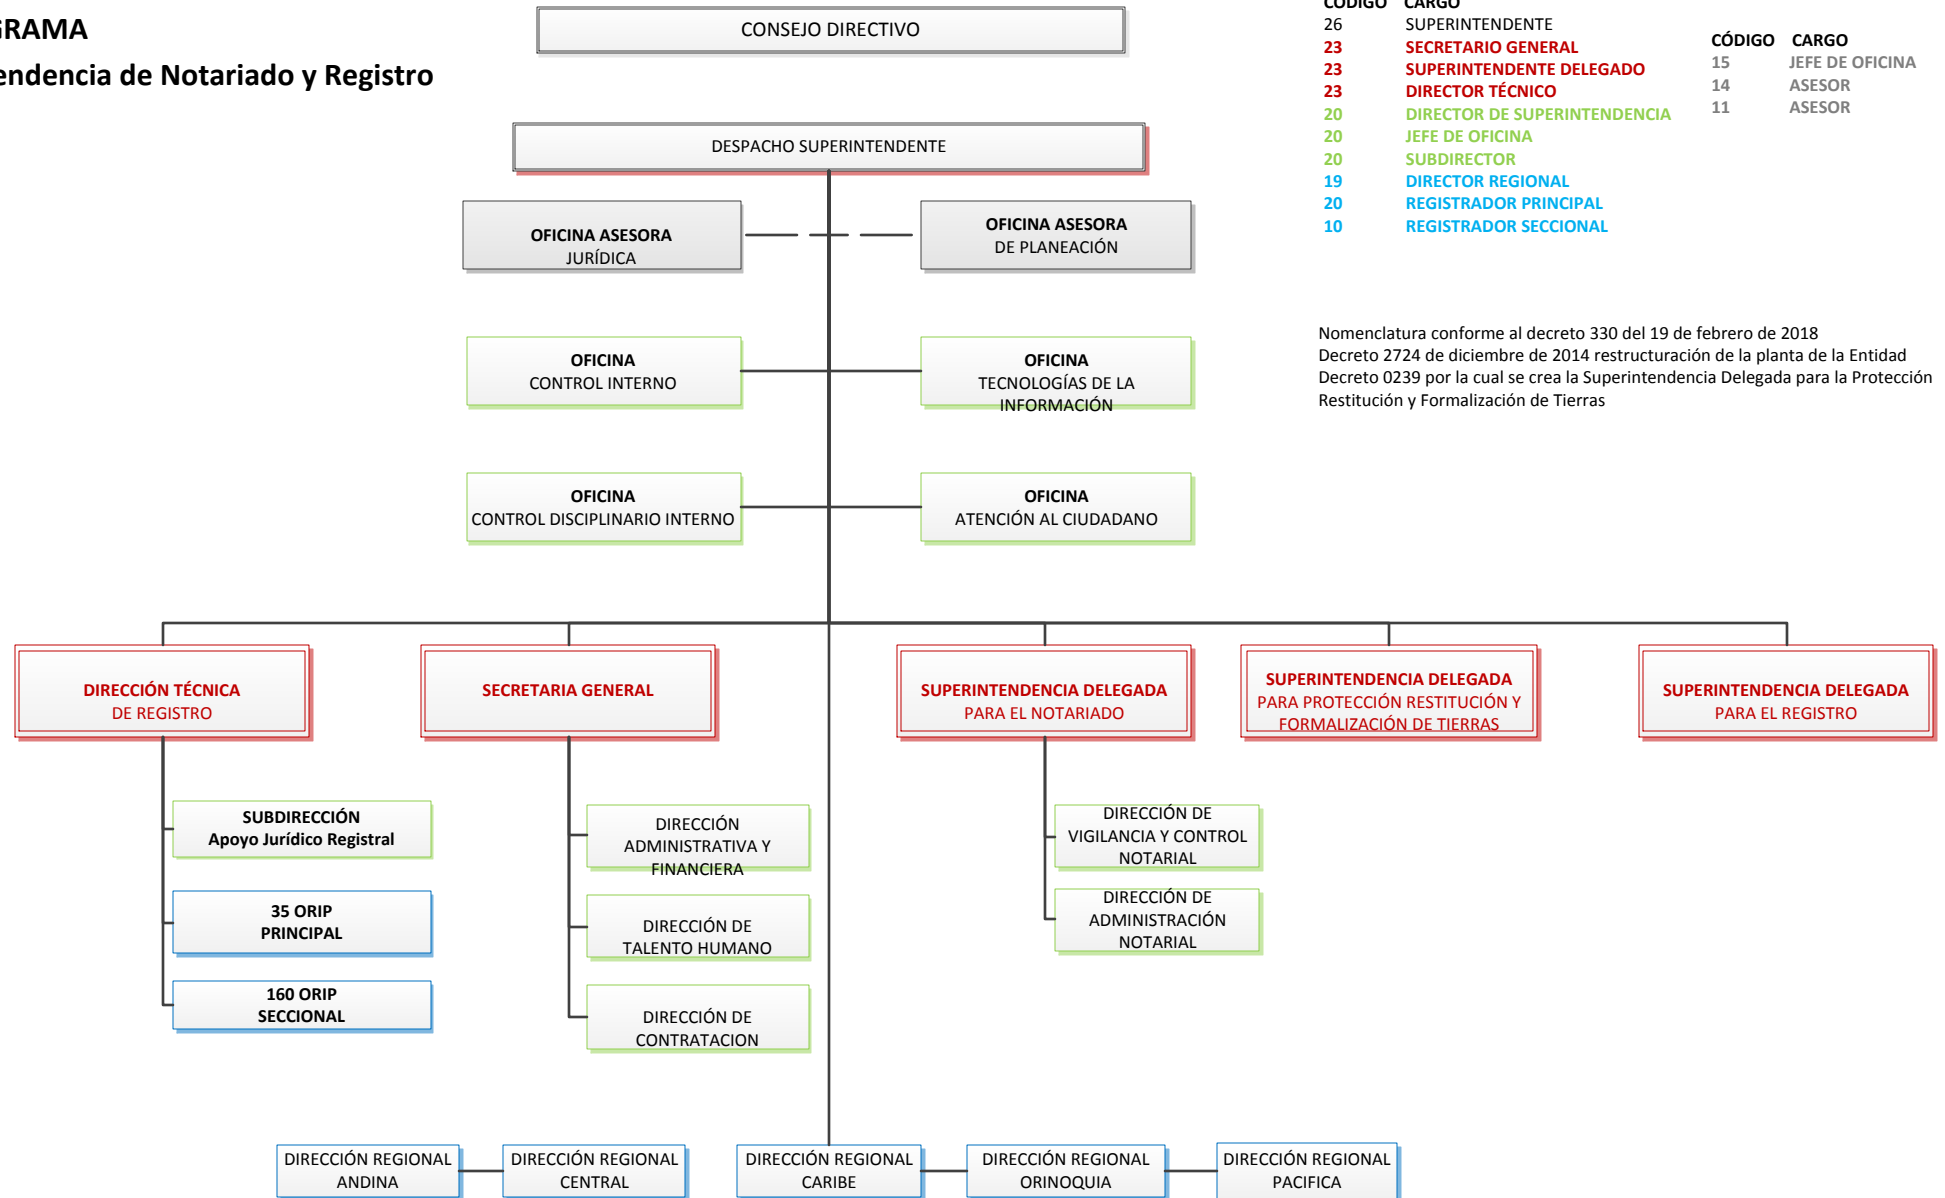 GRAMA
endencia de Notariado y Registro
CONSEJO DIRECTIVO
CÓDIGO CARGO
26 SUPERINTENDENTE
23 SECRETARIO GENERAL
23 SUPERINTENDENTE DELEGADO
23 DIRECTOR TÉCNICO
20 DIRECTOR DE SUPERINTENDENCIA
20 JEFE DE OFICINA
20 SUBDIRECTOR
19 DIRECTOR REGIONAL
20 REGISTRADOR PRINCIPAL
10 REGISTRADOR SECCIONAL
CÓDIGO CARGO
15 JEFE DE OFICINA
14 ASESOR
11 ASESOR
DESPACHO SUPERINTENDENTE
OFICINA ASESORA
JURÍDICA
OFICINA ASESORA
DE PLANEACIÓN
Nomenclatura conforme al decreto 330 del 19 de febrero de 2018
Decreto 2724 de diciembre de 2014 restructuración de la planta de la Entidad
Decreto 0239 por la cual se crea la Superintendencia Delegada para la Protección
Restitución y Formalización de Tierras
OFICINA
CONTROL INTERNO
OFICINA
TECNOLOGÍAS DE LA
INFORMACIÓN
OFICINA
CONTROL DISCIPLINARIO INTERNO
OFICINA
ATENCIÓN AL CIUDADANO
DIRECCIÓN TÉCNICA
DE REGISTRO
SECRETARIA GENERAL
SUPERINTENDENCIA DELEGADA
PARA EL NOTARIADO
SUPERINTENDENCIA DELEGADA
PARA PROTECCIÓN RESTITUCIÓN Y
FORMALIZACIÓN DE TIERRAS
SUPERINTENDENCIA DELEGADA
PARA EL REGISTRO
SUBDIRECCIÓN
Apoyo Jurídico Registral
35 ORIP
PRINCIPAL
160 ORIP
SECCIONAL
DIRECCIÓN
ADMINISTRATIVA Y
FINANCIERA
DIRECCIÓN DE
TALENTO HUMANO
DIRECCIÓN DE
CONTRATACION
DIRECCIÓN DE
VIGILANCIA Y CONTROL
NOTARIAL
DIRECCIÓN DE
ADMINISTRACIÓN
NOTARIAL
DIRECCIÓN REGIONAL
ANDINA
DIRECCIÓN REGIONAL
CENTRAL
DIRECCIÓN REGIONAL
CARIBE
DIRECCIÓN REGIONAL
ORINOQUIA
DIRECCIÓN REGIONAL
PACIFICA